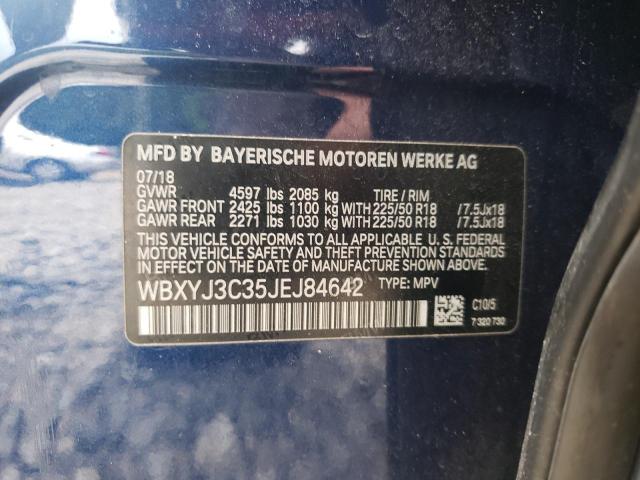 MFD BY BAYERISCHE MOTOREN WERKE AG
07/18
GVWR 4597 lbs 2085 kg TIRE / RIM
GAWR FRONT 2425 lbs 1100 kg WITH 225/50 R18 /7.5Jx18
GAWR REAR 2271 lbs 1030 kg WITH 225/50 R18 /7.5Jx18
THIS VEHICLE CONFORMS TO ALL APPLICABLE U.S. FEDERAL
MOTOR VEHICLE SAFETY, BUMPER, AND THEFT PREVENTION
STANDARDS IN EFFECT ON THE DATE OF MANUFACTURE SHOWN ABOVE.
WBXYJ3C35JEJ84642 TYPE: MPV
C10/5
7 320 730